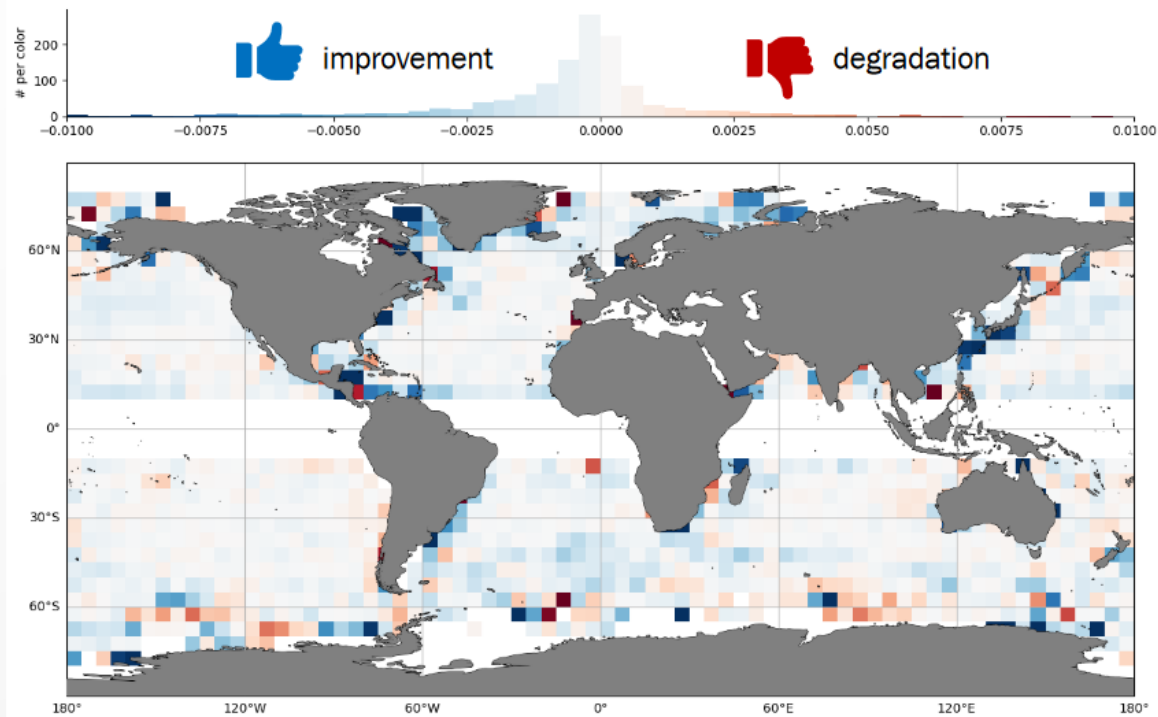 # per color
200
100
0
improvement
degradation
−0.0100
−0.0075
−0.0050
−0.0025
0.0000
0.0025
0.0050
0.0075
0.0100
60°N
30°N
0°
30°S
60°S
180°
120°W
60°W
0°
60°E
120°E
180°